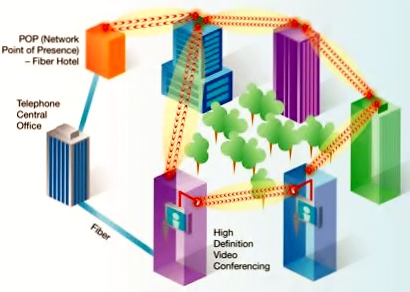 POP (Network
Point of Presence)
– Fiber Hotel
Telephone
Central
Office
Fiber
High
Definition
Video
Conferencing